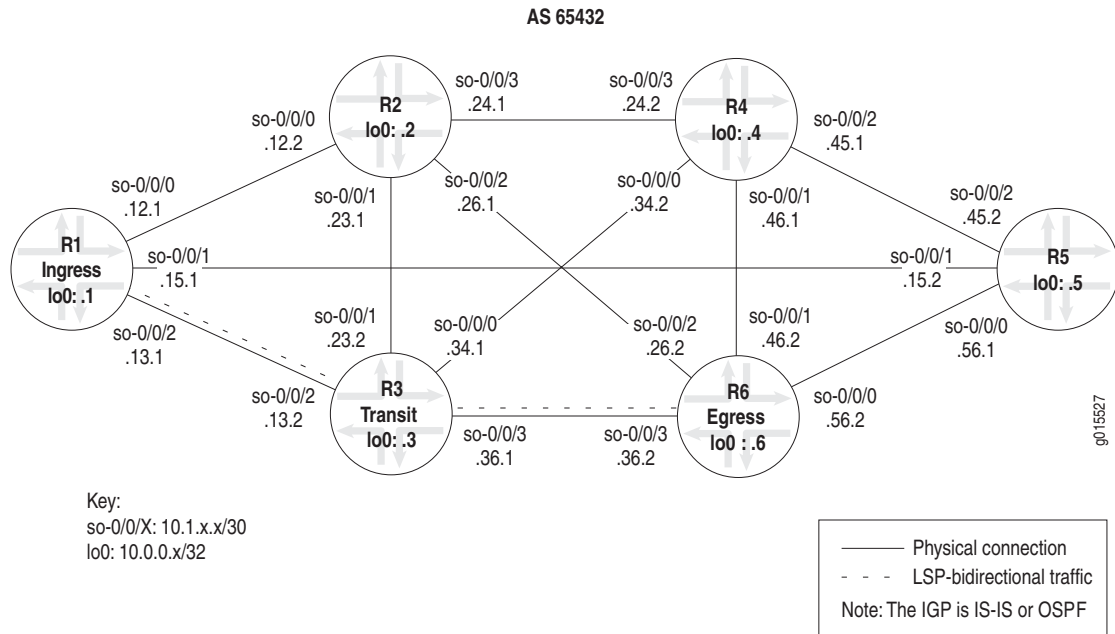 AS 65432
so-0/0/3
.24.1
so-0/0/3
.24.2
R2
lo0: .2
R4
lo0: .4
so-0/0/0
.12.2
so-0/0/2
.45.1
so-0/0/0
.12.1
so-0/0/1
.23.1
so-0/0/2
.26.1
so-0/0/0
.34.2
so-0/0/1
.46.1
so-0/0/2
.45.2
R1
Ingress
lo0: .1
so-0/0/1
.15.1
so-0/0/1
.15.2
R5
lo0: .5
so-0/0/2
.13.1
so-0/0/1
.23.2
so-0/0/0
.34.1
so-0/0/2
.26.2
so-0/0/1
.46.2
so-0/0/0
.56.1
so-0/0/2
.13.2
R3
Transit
lo0: .3
R6
Egress
lo0 : .6
so-0/0/0
.56.2
so-0/0/3
.36.1
so-0/0/3
.36.2
g015527
Key:
so-0/0/X: 10.1.x.x/30
lo0: 10.0.0.x/32
Physical connection
LSP-bidirectional traffic
Note: The IGP is IS-IS or OSPF